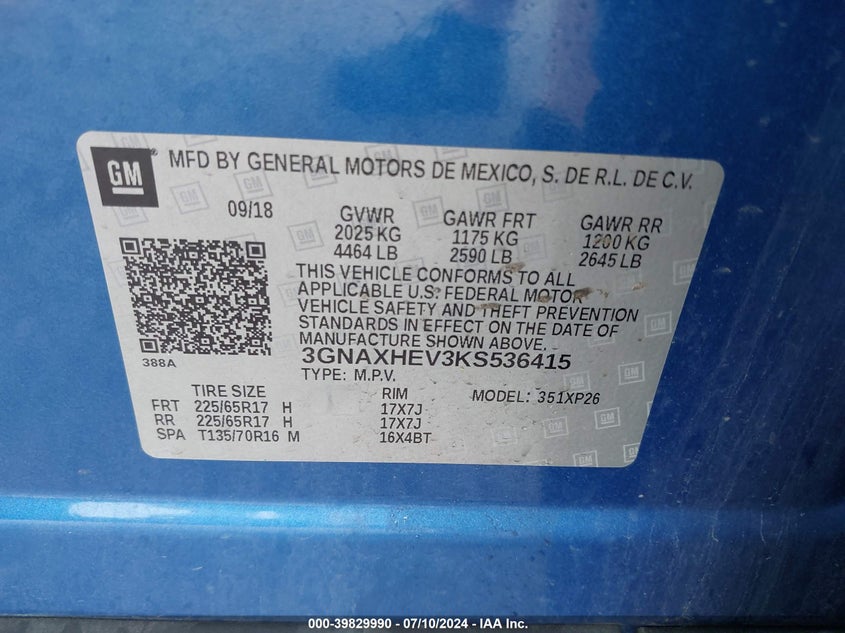 GM
MFD BY GENERAL MOTORS DE MEXICO, S. DE R.L. DE C.V.
09/18 GVWR GAWR FRT GAWR RR
2025 KG 1175 KG 1200 KG
4464 LB 2590 LB 2645 LB
THIS VEHICLE CONFORMS TO ALL
APPLICABLE U.S. FEDERAL MOTOR
VEHICLE SAFETY AND THEFT PREVENTION
STANDARDS IN EFFECT ON THE DATE OF
MANUFACTURE SHOWN ABOVE.
388A
3GNAXHEV3KS536415
TYPE: M.P.V.
TIRE SIZE RIM MODEL: 351XP26
FRT 225/65R17 H 17X7J
RR 225/65R17 H 17X7J
SPA T135/70R16 M 16X4BT
000-39829990 - 07/10/2024 - IAA Inc.